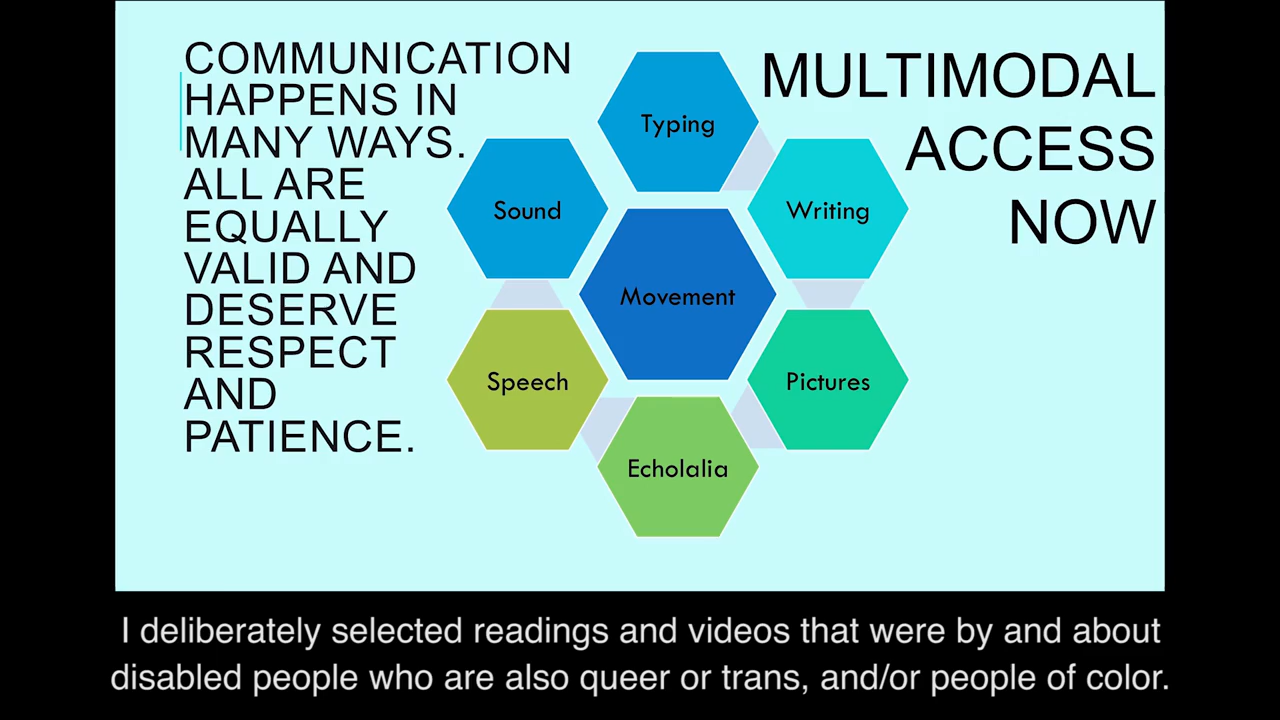 COMMUNICATION
HAPPENS IN
MANY WAYS.
ALL ARE
EQUALLY
VALID AND
DESERVE
RESPECT
AND
PATIENCE.
MULTIMODAL
ACCESS
NOW
Typing
Sound
Writing
Movement
Speech
Pictures
Echolalia
I deliberately selected readings and videos that were by and about
disabled people who are also queer or trans, and/or people of color.